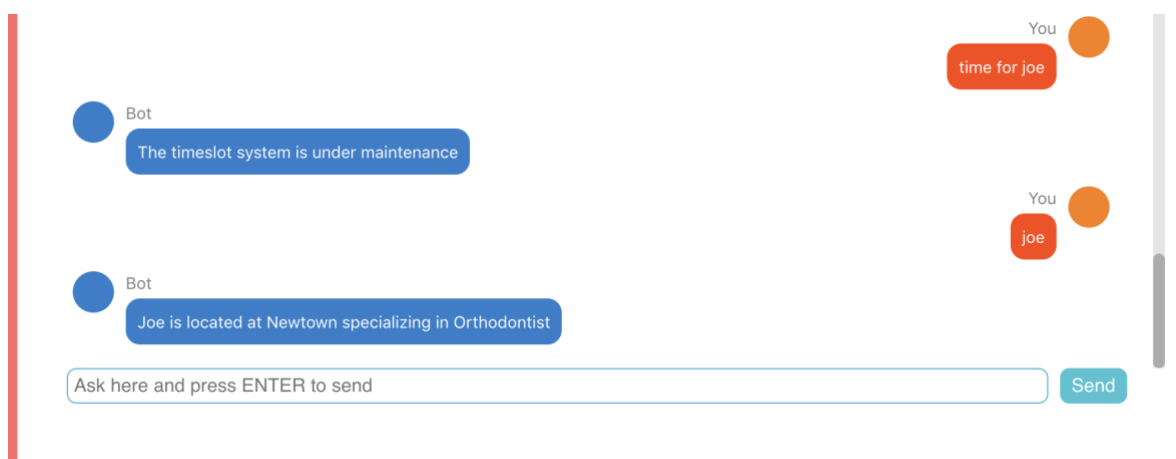 You
time for joe
Bot
The timeslot system is under maintenance
You
joe
Bot
Joe is located at Newtown specializing in Orthodontist
Ask here and press ENTER to send
Send